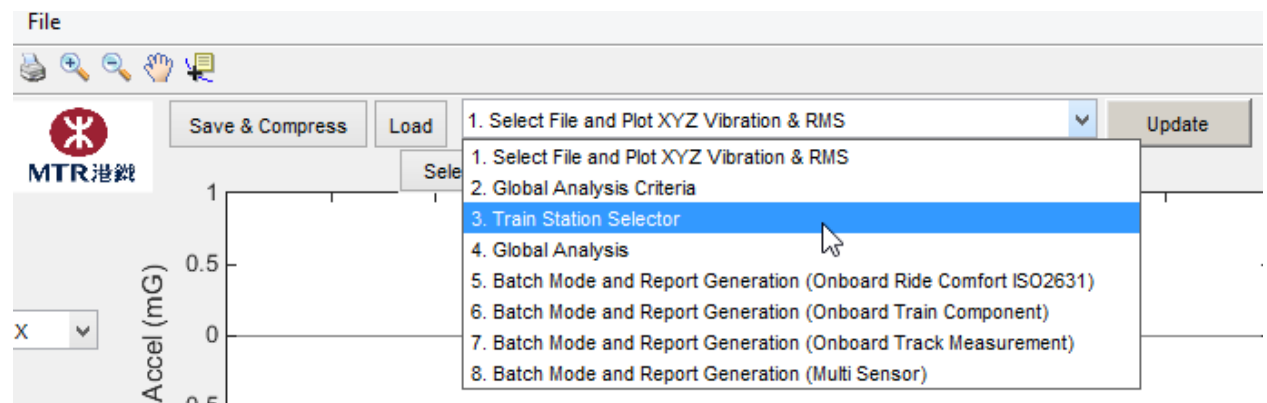 File
Save & Compress
Load
1. Select File and Plot XYZ Vibration & RMS
Update
MTR港鐵
Sele
1. Select File and Plot XYZ Vibration & RMS
2. Global Analysis Criteria
3. Train Station Selector
4. Global Analysis
5. Batch Mode and Report Generation (Onboard Ride Comfort ISO2631)
6. Batch Mode and Report Generation (Onboard Train Component)
7. Batch Mode and Report Generation (Onboard Track Measurement)
8. Batch Mode and Report Generation (Multi Sensor)
1
0.5
0
X
Accel (mG)